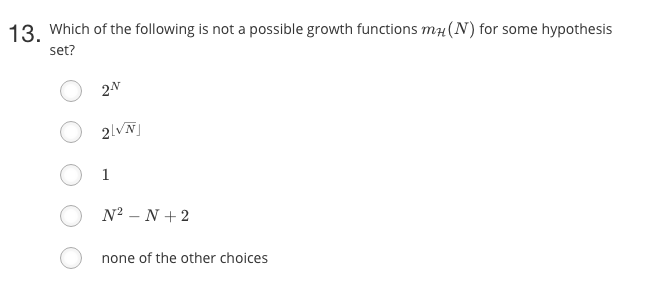 13. Which of the following is not a possible growth functions $m_{\mathcal{H}}(N)$ for some hypothesis
set?
$2^N$
$2^{\lfloor \sqrt{N} \rfloor}$
1
$N^2 - N + 2$
none of the other choices